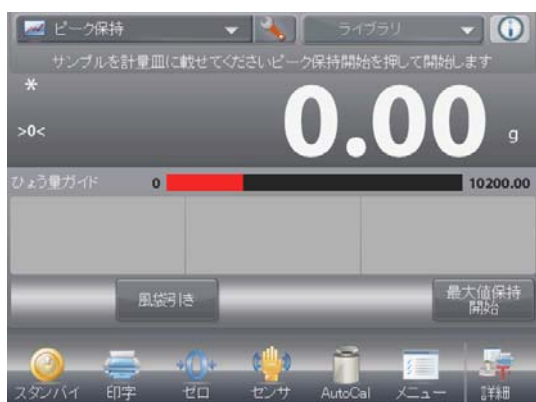 ピーク保持 ライブラリ
サンプルを計量皿に載せてくださいピーク保持開始を押して開始します
*
>0<
0.00 g
ひょう量ガイド 0 10200.00
風袋引き
最大値保持
開始
スタンバイ 印字 ゼロ センサ AutoCal メニュー 詳細